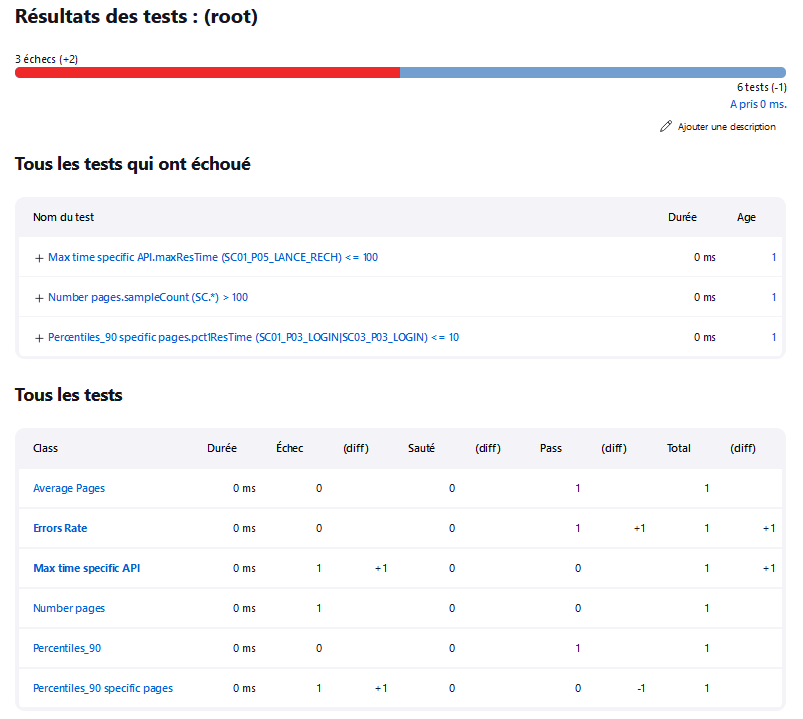 Résultats des tests : (root)
3 échecs (+2)
6 tests (-1)
A pris 0 ms.
Ajouter une description
Tous les tests qui ont échoué
Nom du test Durée Age
Max time specific API.maxResTime (SC01_P05_LANCE_RECH) <= 100 0 ms 1
Number pages.sampleCount (SC.*) > 100 0 ms 1
Percentiles_90 specific pages.pct1ResTime (SC01_P03_LOGIN|SC03_P03_LOGIN) <= 10 0 ms 1
Tous les tests
Class Durée Échec (diff) Sauté (diff) Pass (diff) Total (diff)
Average Pages 0 ms 0 0 1 1
Errors Rate 0 ms 0 0 1 +1 1 +1
Max time specific API 0 ms 1 +1 0 0 1 +1
Number pages 0 ms 1 0 0 1
Percentiles_90 0 ms 0 0 1 1
Percentiles_90 specific pages 0 ms 1 +1 0 0 -1 1